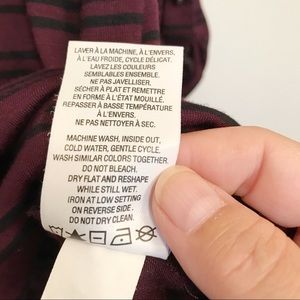 LAVER À LA MACHINE, À L'ENVERS.
À L'EAU FROIDE, CYCLE DÉLICAT.
LAVEZ LES COULEURS
SEMBLABLES ENSEMBLE.
NE PAS JAVELLISER,
SÉCHER À PLAT ET REMETTRE
EN FORME À L'ÉTAT MOUILLÉ.
REPASSER À BASSE TEMPÉRATURE
À L'ENVERS.
NE PAS NETTOYER À SEC.
MACHINE WASH, INSIDE OUT,
COLD WATER, GENTLE CYCLE.
WASH SIMILAR COLORS TOGETHER.
DO NOT BLEACH.
DRY FLAT AND RESHAPE
WHILE STILL WET.
IRON AT LOW SETTING
ON REVERSE SIDE.
DO NOT DRY CLEAN.